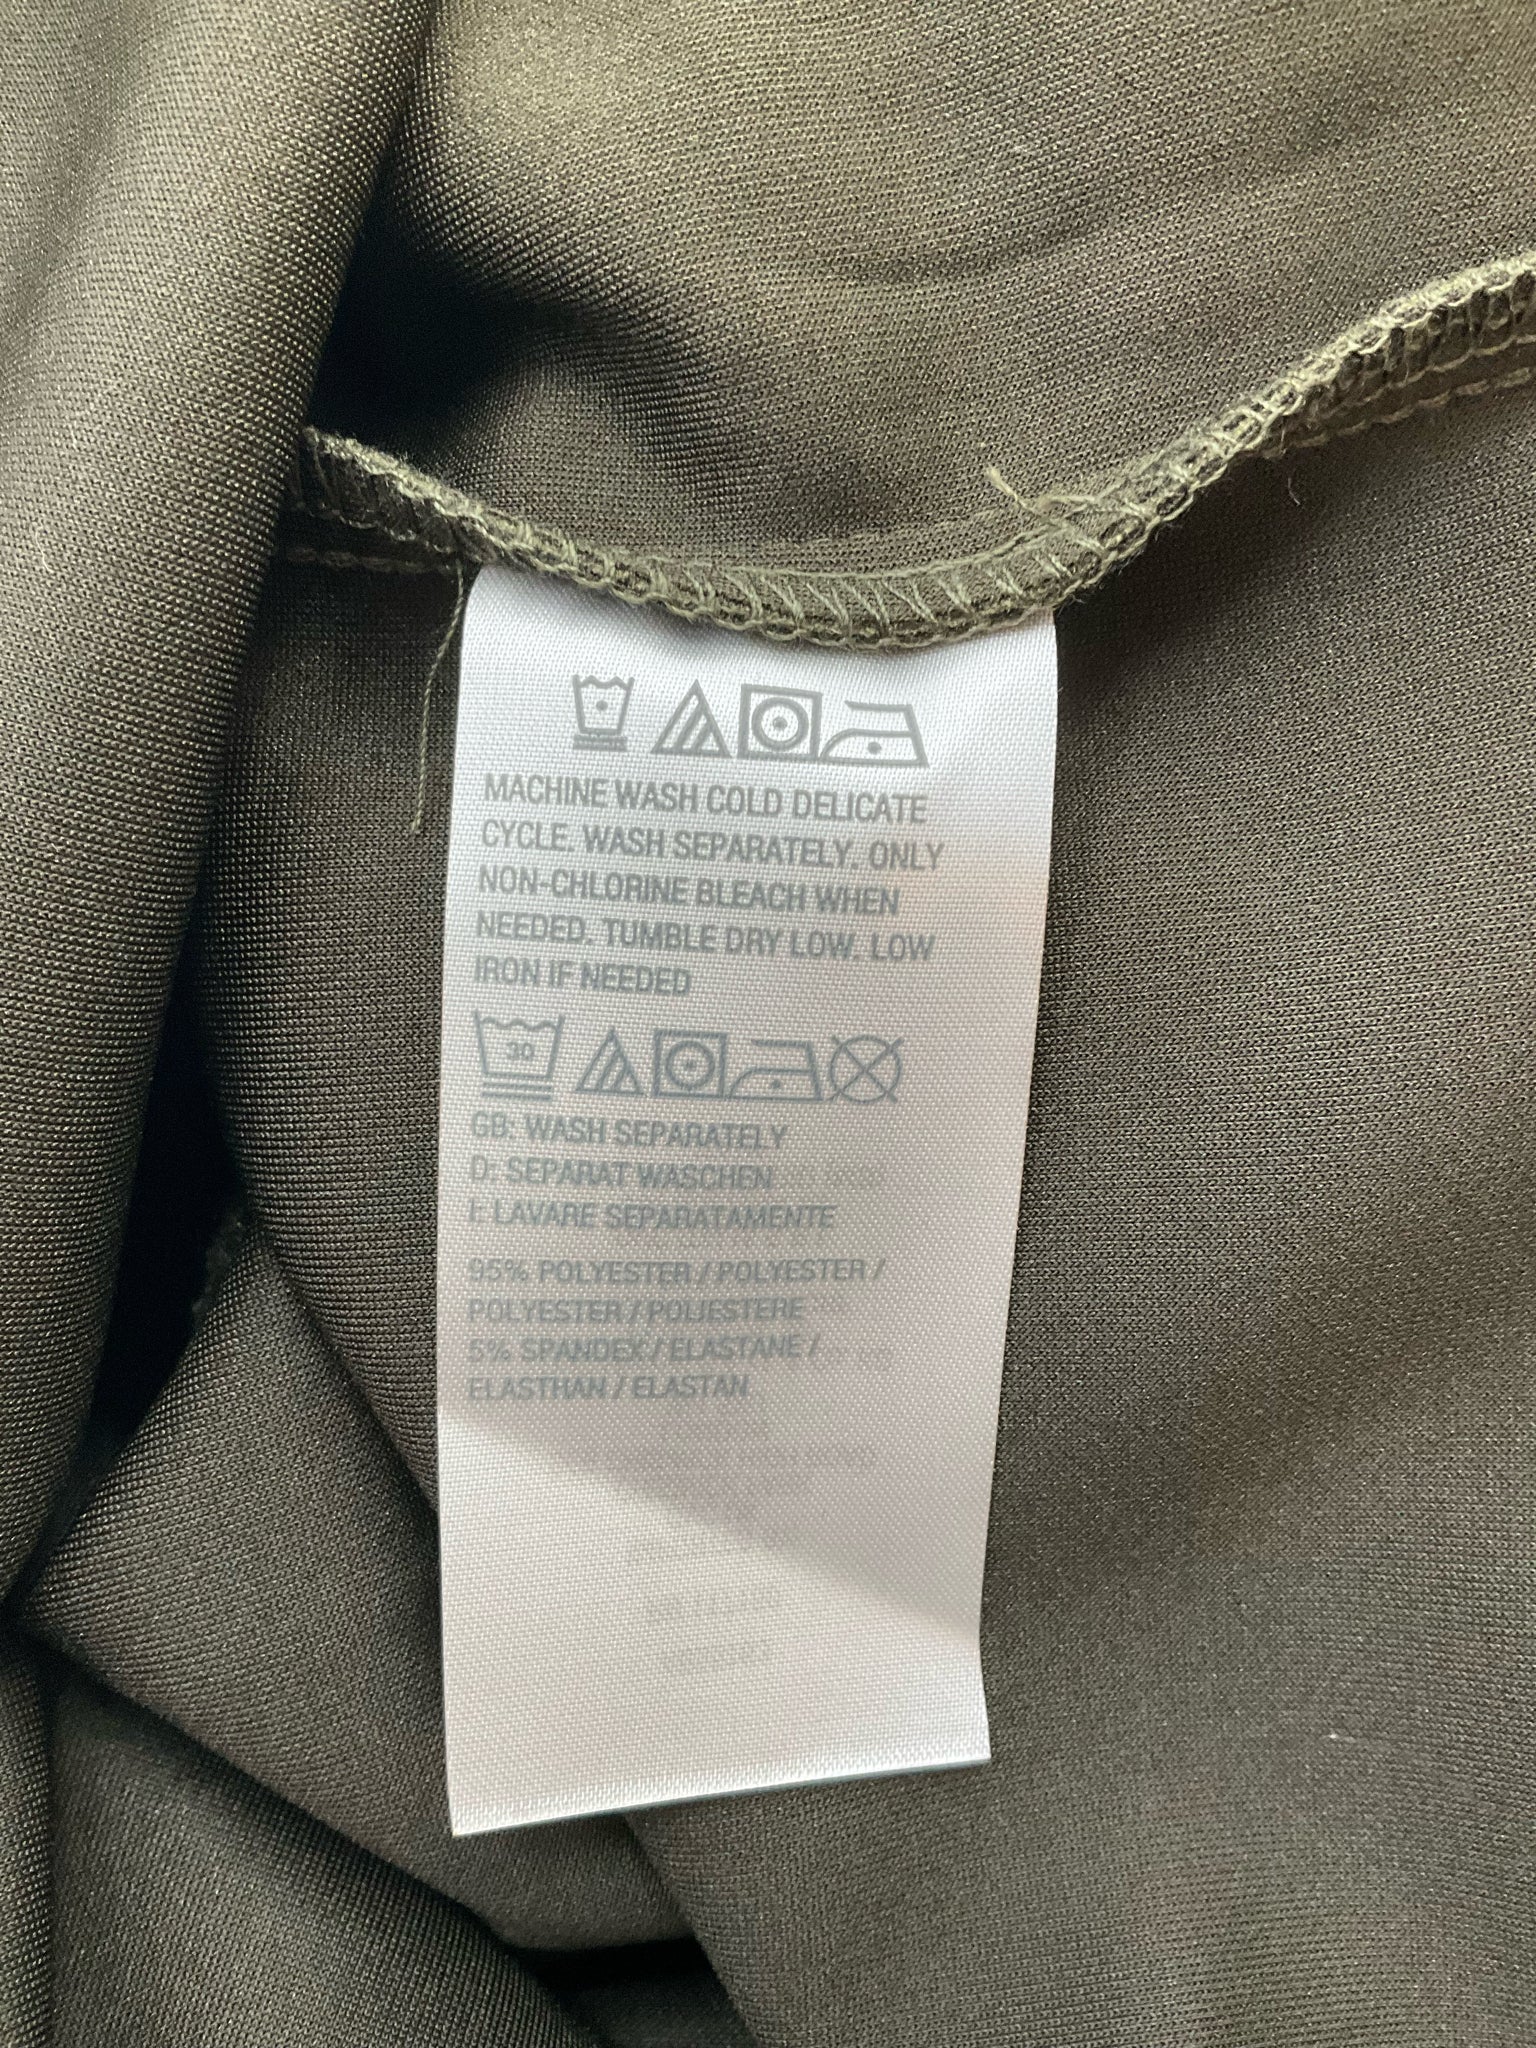 MACHINE WASH COLD DELICATE
CYCLE. WASH SEPARATELY. ONLY
NON-CHLORINE BLEACH WHEN
NEEDED. TUMBLE DRY LOW. LOW
IRON IF NEEDED
30
GB: WASH SEPARATELY
D: SEPARAT WASCHEN
I: LAVARE SEPARATAMENTE
95% POLYESTER / POLYESTER /
POLYESTER / POLIESTERE
5% SPANDEX / ELASTANE /
ELASTHAN / ELASTAN